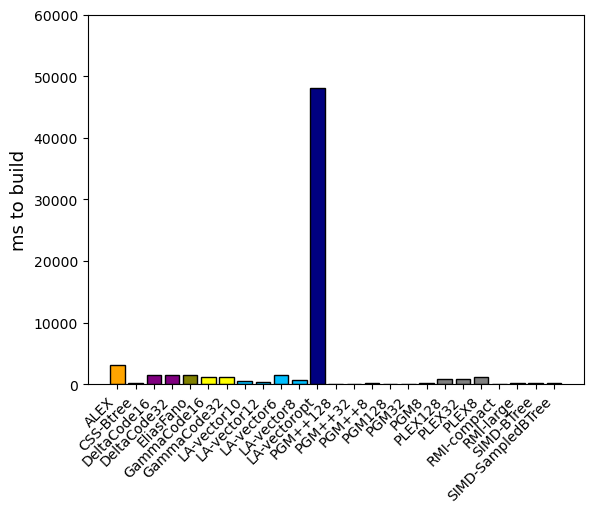 60000
50000
40000
30000
20000
10000
0
ms to build
ALEX
CSS-Btree
DeltaCode16
DeltaCode32
EliasFano
GammaCode16
GammaCode32
LA-vector10
LA-vector12
LA-vector6
LA-vector8
LA-vectoropt
PGM++128
PGM++32
PGM++8
PGM128
PGM32
PGM8
PLEX128
PLEX32
PLEX8
RMI-compact
RMI-large
SIMD-BTree
SIMD-SampledBTree